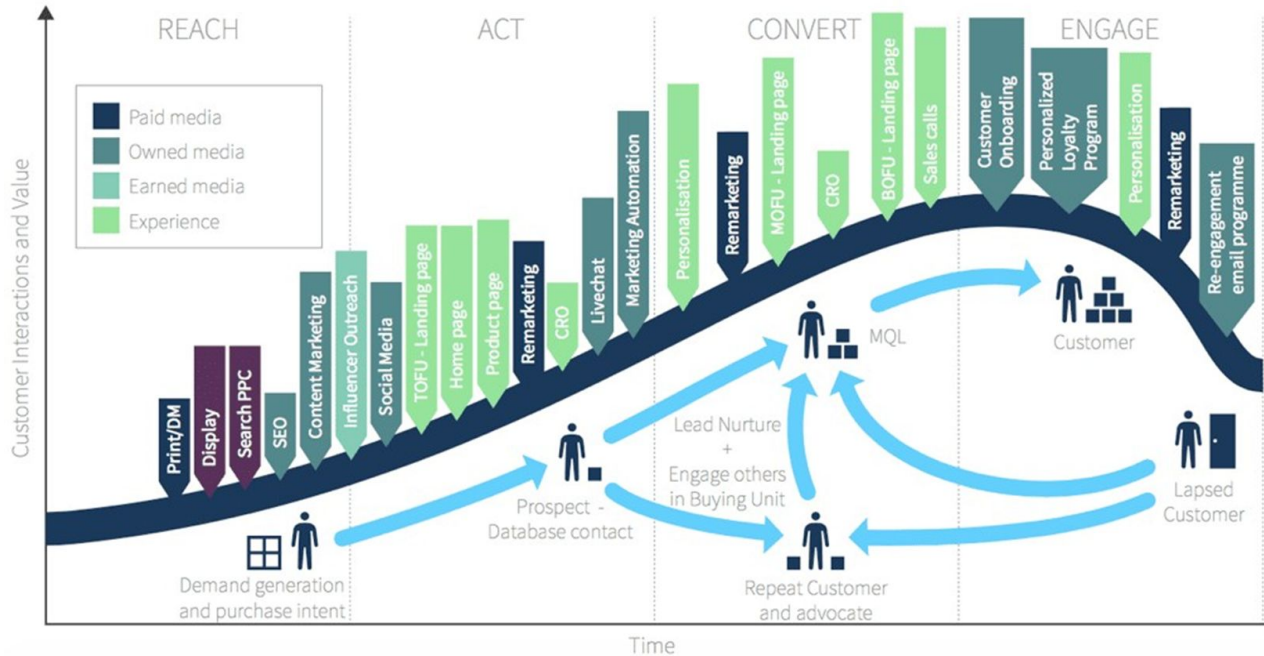 REACH
ACT
CONVERT
ENGAGE
Paid media
Owned media
Earned media
Experience
Customer Interactions and Value
Print/DM
Display
Search PPC
SEO
Content Marketing
Influencer Outreach
Social Media
TOFU - Landing page
Home page
Product page
Remarketing
CRO
Livechat
Marketing Automation
Personalisation
Remarketing
MOFU - Landing page
CRO
BOFU - Landing page
Sales calls
Customer
Onboarding
Personalized
Loyalty
Program
Personalisation
Remarketing
Re-engagement
email programme
MQL
Customer
Lead Nurture
+
Engage others
in Buying Unit
Prospect -
Database contact
Lapsed
Customer
Demand generation
and purchase intent
Repeat Customer
and advocate
Time